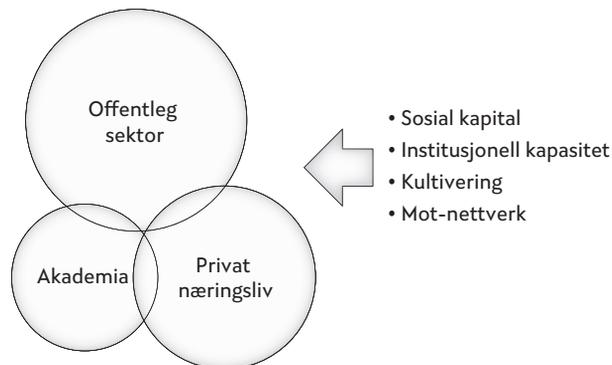 Offentleg
sektor
Akademia
Privat
næringsliv
• Sosial kapital
• Institusjonell kapasitet
• Kultivering
• Mot-nettverk